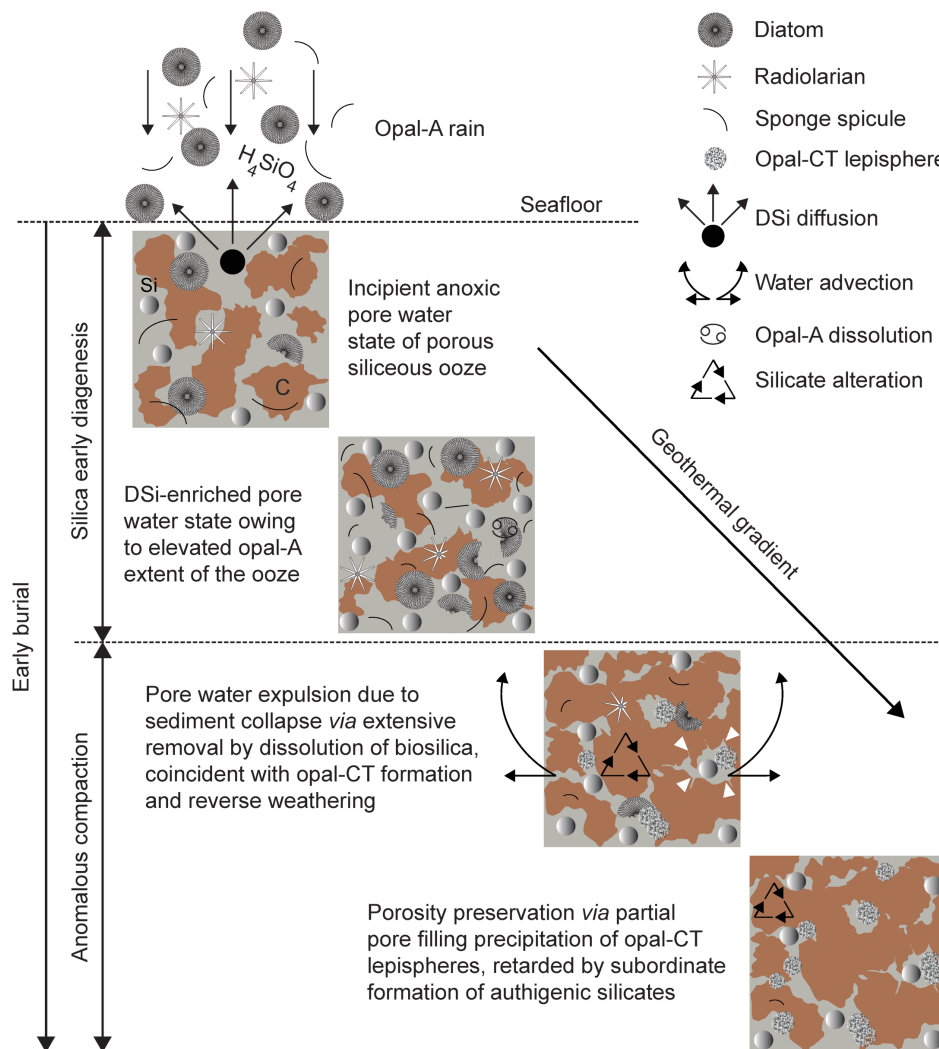 Diatom
Radiolarian
Sponge spicule
Opal-CT lepisphere
DSi diffusion
Water advection
Opal-A dissolution
Silicate alteration
Opal-A rain
H4SiO4
Seafloor
Si
C
Incipient anoxic
pore water
state of porous
siliceous ooze
Geothermal gradient
Early burial
Silica early diagenesis
DSi-enriched pore
water state owing
to elevated opal-A
extent of the ooze
Anomalous compaction
Pore water expulsion due to
sediment collapse via extensive
removal by dissolution of biosilica,
coincident with opal-CT formation
and reverse weathering
Porosity preservation via partial
pore filling precipitation of opal-CT
lepispheres, retarded by subordinate
formation of authigenic silicates